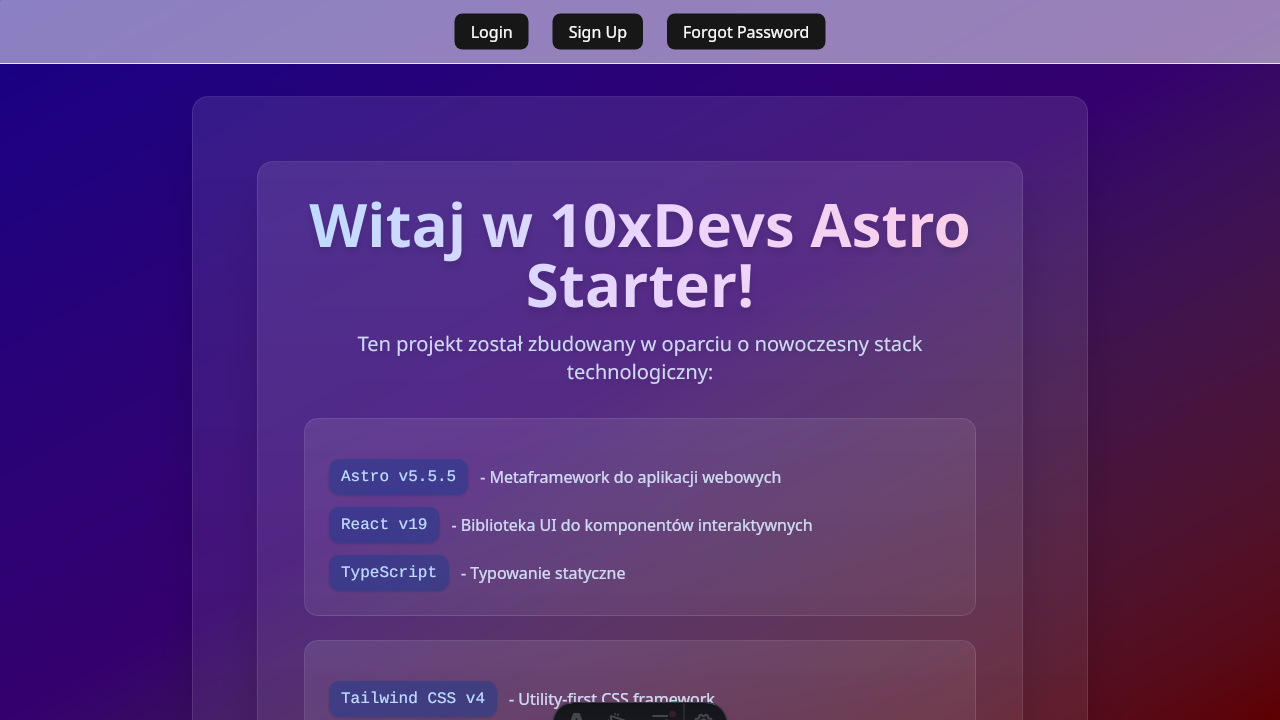 Login Sign Up Forgot Password
Witaj w 10xDevs Astro
Starter!
Ten projekt został zbudowany w oparciu o nowoczesny stack
technologiczny:
Astro v5.5.5 - Metaframework do aplikacji webowych
React v19 - Biblioteka UI do komponentów interaktywnych
TypeScript - Typowanie statyczne
Tailwind CSS v4 - Utility-first CSS framework